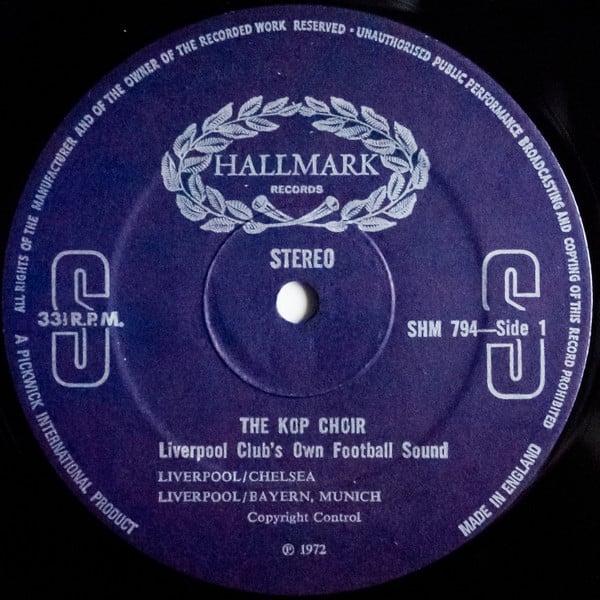 ALL RIGHTS OF THE MANUFACTURER AND OF THE OWNER OF THE RECORDED WORK RESERVED · UNAUTHORISED PUBLIC PERFORMANCE BROADCASTING AND COPYING OF THIS RECORD PROHIBITED
HALLMARK
RECORDS
STEREO
S
S
33⅓ R.P.M.
SHM 794—Side 1
THE KOP CHOIR
Liverpool Club's Own Football Sound
LIVERPOOL/CHELSEA
LIVERPOOL/BAYERN, MUNICH
Copyright Control
℗ 1972
A PICKWICK INTERNATIONAL PRODUCT
MADE IN ENGLAND